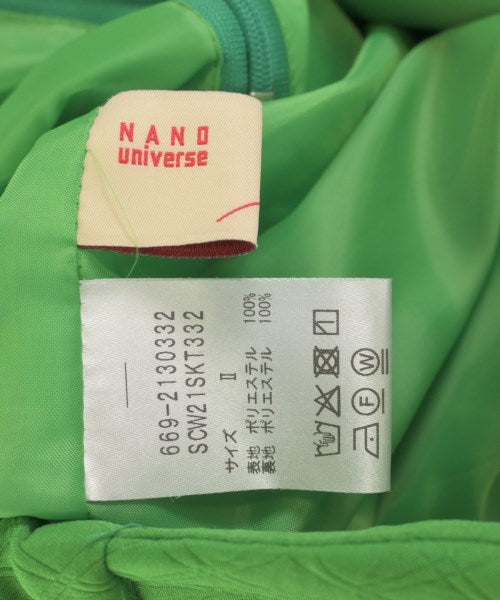 NANO
universe
669-2130332
SCW21SKT332
サイズ Ⅱ
表地 ポリエステル 100%
裏地 ポリエステル 100%
F W